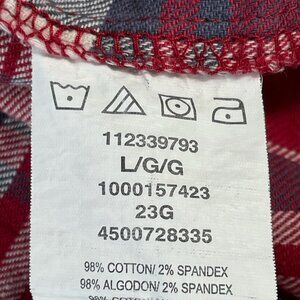 112339793
L/G/G
1000157423
23G
4500728335
98% COTTON/ 2% SPANDEX
98% ALGODON/ 2% SPANDEX